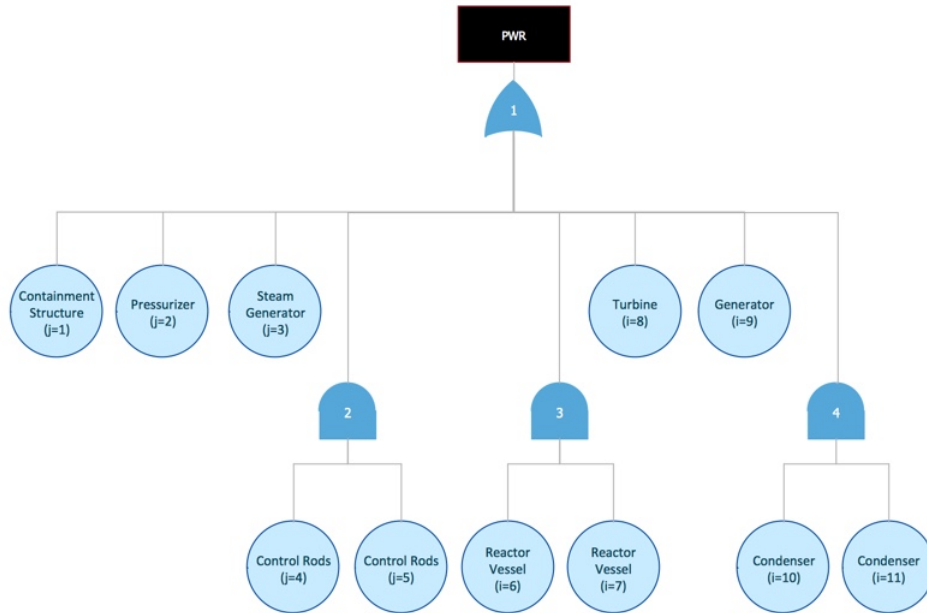 PWR
1
Containment
Structure
(j=1)
Pressurizer
(j=2)
Steam
Generator
(j=3)
Turbine
(i=8)
Generator
(i=9)
2
3
4
Control Rods
(j=4)
Control Rods
(j=5)
Reactor
Vessel
(i=6)
Reactor
Vessel
(i=7)
Condenser
(i=10)
Condenser
(i=11)